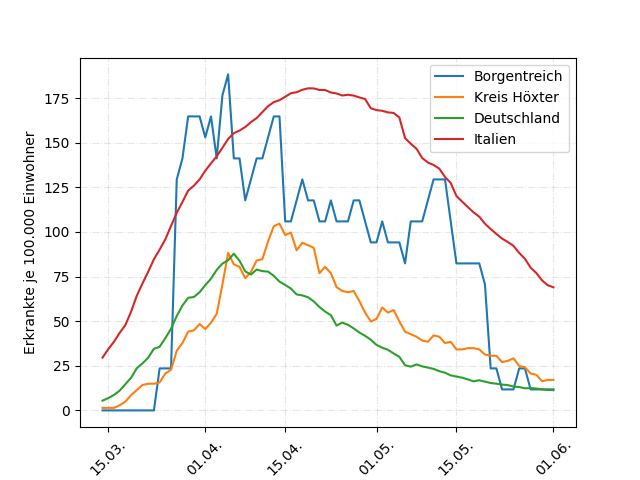 Borgentreich
Kreis Höxter
Deutschland
Italien
Erkrankte je 100.000 Einwohner
175
150
125
100
75
50
25
0
15.03.
01.04.
15.04.
01.05.
15.05.
01.06.